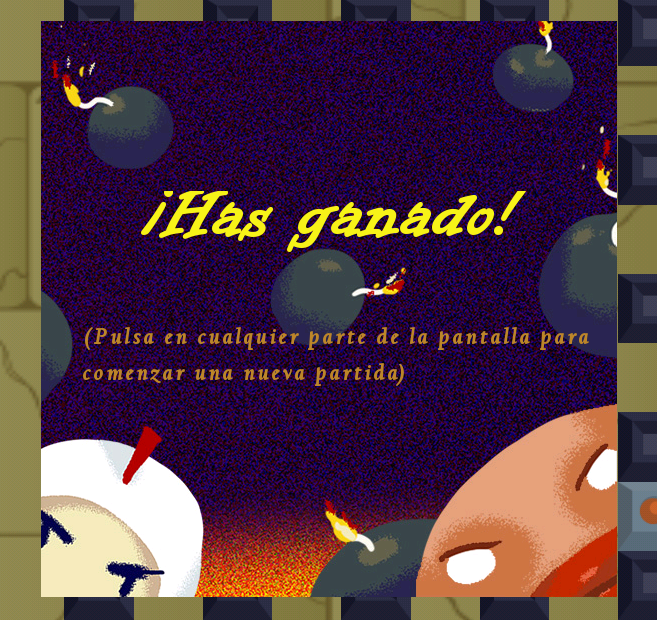 ¡Has ganado!
(Pulsa en cualquier parte de la pantalla para
comenzar una nueva partida)